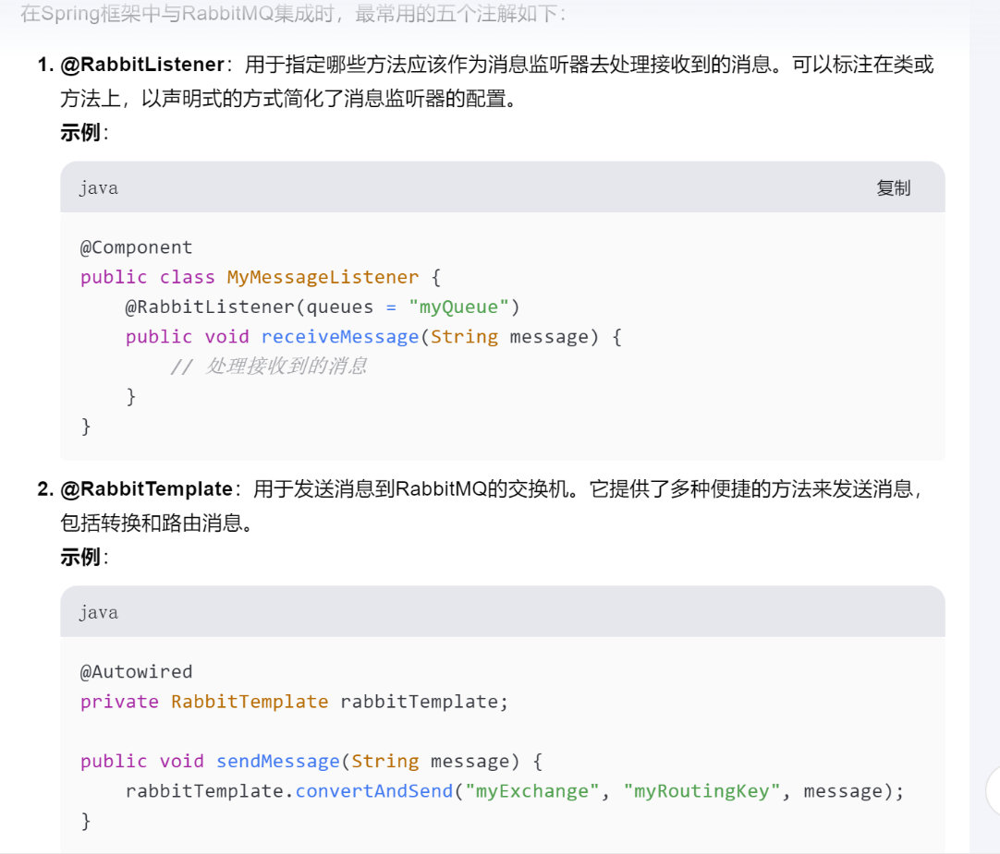 在Spring框架中与RabbitMQ集成时，最常用的五个注解如下：
1. @RabbitListener：用于指定哪些方法应该作为消息监听器去处理接收到的消息。可以标注在类或
方法上，以声明式的方式简化了消息监听器的配置。
示例：
java 复制
@Component
public class MyMessageListener {
    @RabbitListener(queues = "myQueue")
    public void receiveMessage(String message) {
        // 处理接收到的消息
    }
}
2. @RabbitTemplate：用于发送消息到RabbitMQ的交换机。它提供了多种便捷的方法来发送消息，
包括转换和路由消息。
示例：
java
@Autowired
private RabbitTemplate rabbitTemplate;
public void sendMessage(String message) {
    rabbitTemplate.convertAndSend("myExchange", "myRoutingKey", message);
}